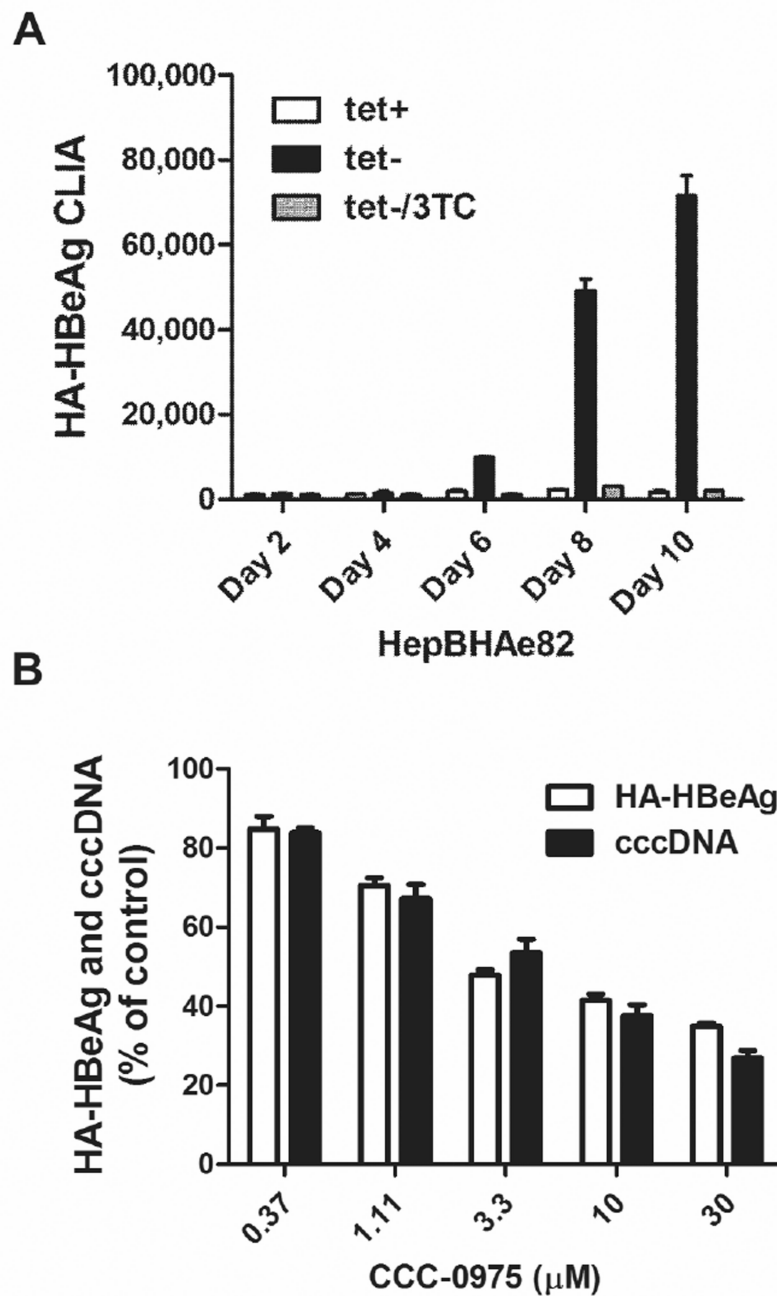 A
HA-HBeAg CLIA
100,000
80,000
60,000
40,000
20,000
0
tet+
tet-
tet-/3TC
Day 2
Day 4
Day 6
Day 8
Day 10
HepBHAe82
B
HA-HBeAg and cccDNA
(% of control)
100
80
60
40
20
0
HA-HBeAg
cccDNA
0.37
1.11
3.3
10
30
CCC-0975 (μM)